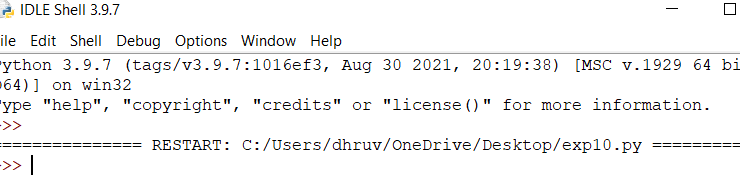 IDLE Shell 3.9.7
ile Edit Shell Debug Options Window Help
ython 3.9.7 (tags/v3.9.7:1016ef3, Aug 30 2021, 20:19:38) [MSC v.1929 64 bi
D64)] on win32
ype "help", "copyright", "credits" or "license()" for more information.
>>>
=============== RESTART: C:/Users/dhruv/OneDrive/Desktop/exp10.py =========
>>>